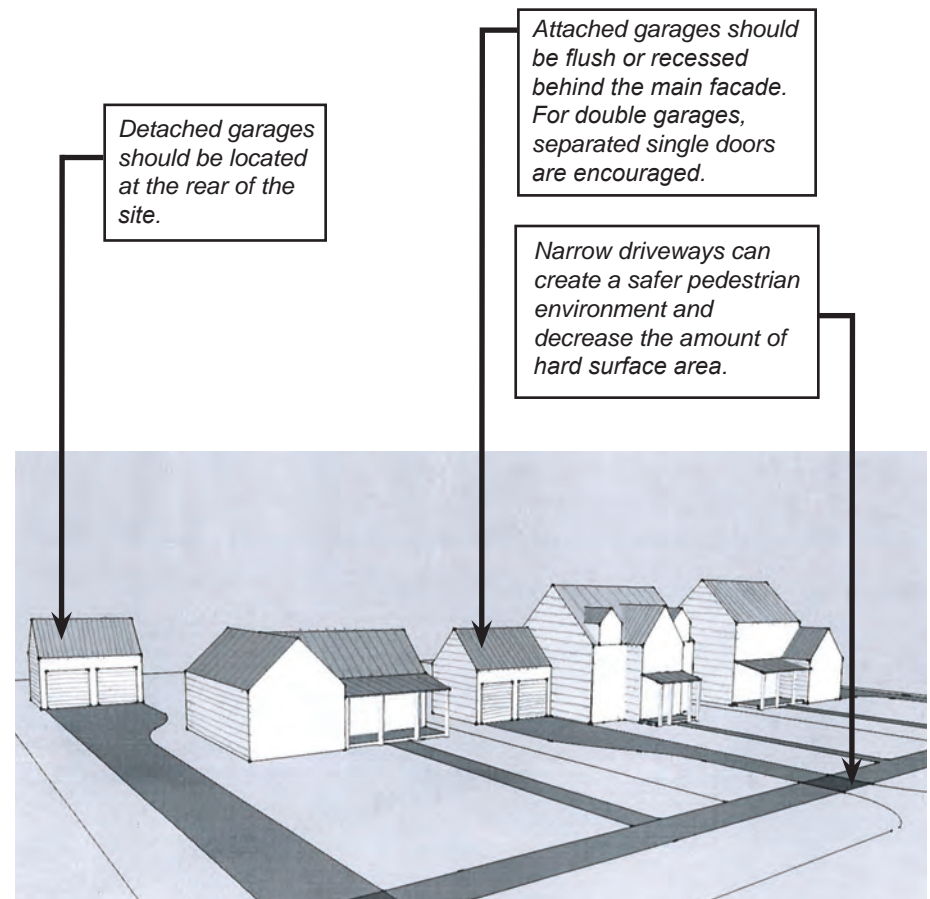 Detached garages
should be located
at the rear of the
site.
Attached garages should
be flush or recessed
behind the main facade.
For double garages,
separated single doors
are encouraged.
Narrow driveways can
create a safer pedestrian
environment and
decrease the amount of
hard surface area.